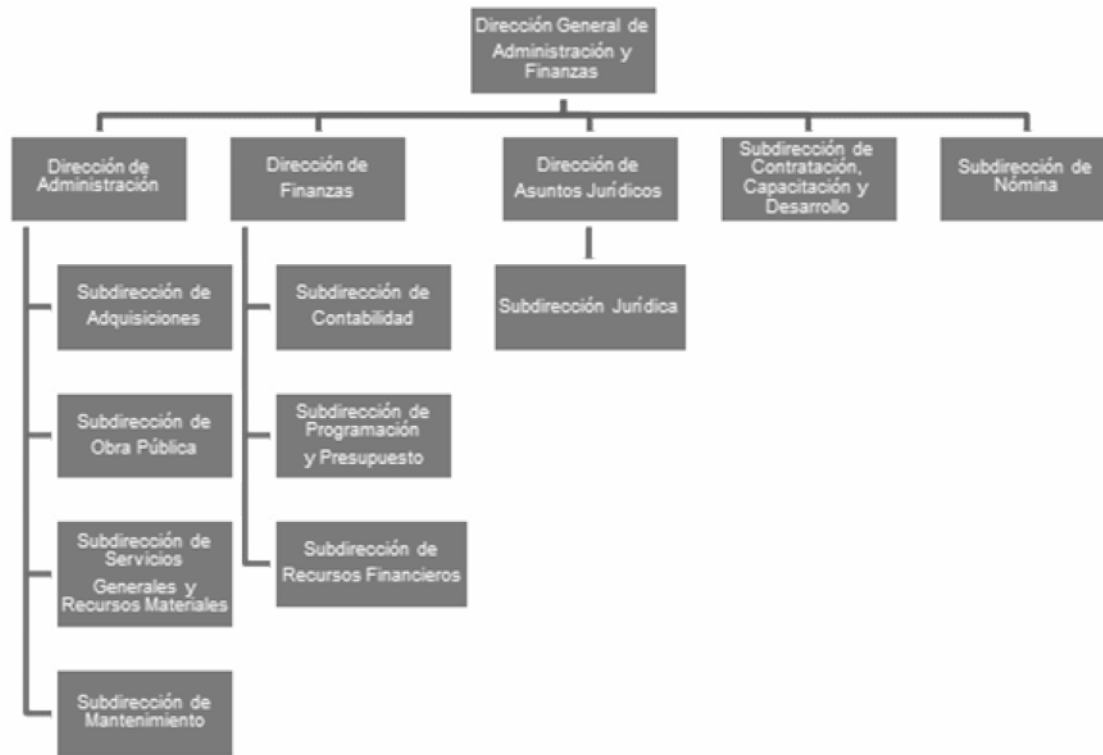 Dirección General de
Administración y
Finanzas
Dirección de
Administración
Dirección de
Finanzas
Dirección de
Asuntos Jurídicos
Subdirección de
Contratación,
Capacitación y
Desarrollo
Subdirección de
Nómina
Subdirección de
Adquisiciones
Subdirección de
Obra Pública
Subdirección de
Servicios
Generales y
Recursos Materiales
Subdirección de
Mantenimiento
Subdirección de
Contabilidad
Subdirección de
Programación
y Presupuesto
Subdirección de
Recursos Financieros
Subdirección Jurídica